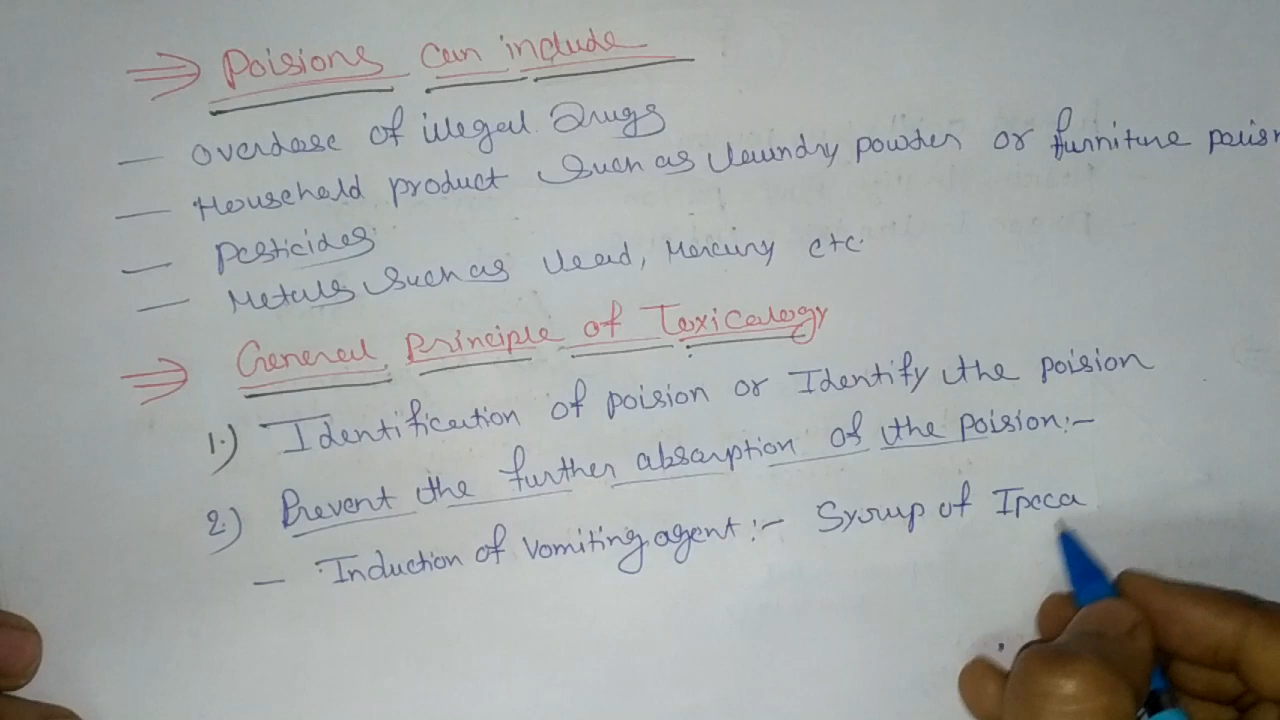 ⇒ Poisions can include
— overdose of illegal Drugs
— Household product Such as laundry powder or furniture polish
— Pesticides.
— Metals Such as lead, Mercury etc.
⇒ General Principle of Toxicology
1.) Identification of poision or Identify the poision
2.) Prevent the further absorption of the poision:-
— Induction of vomiting agent:- Syrup of Ipeca